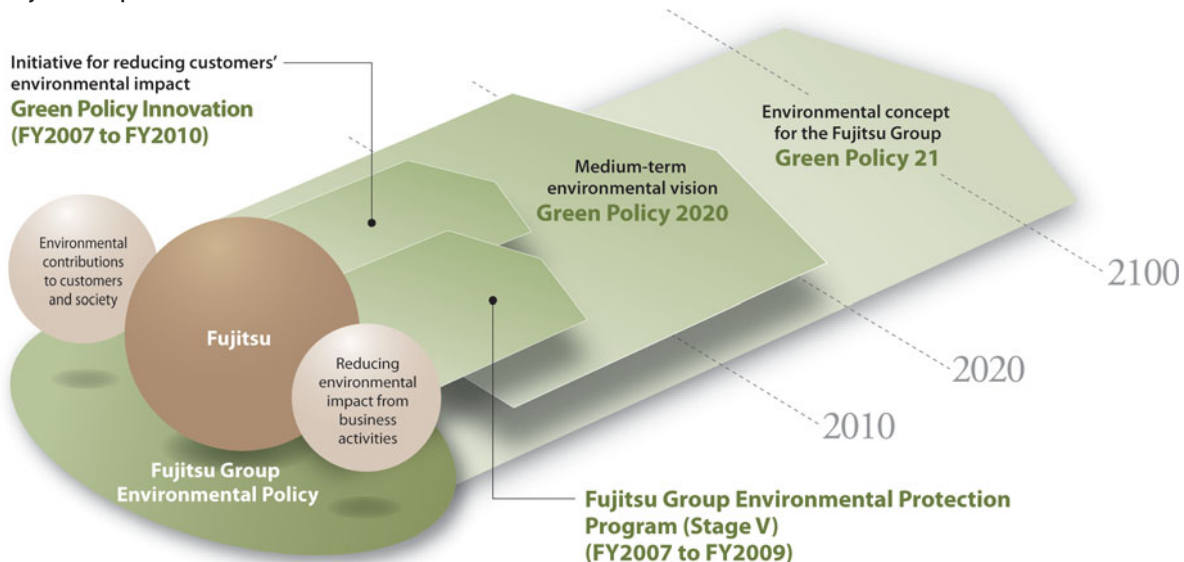 Initiative for reducing customers’
environmental impact
Green Policy Innovation
(FY2007 to FY2010)
Environmental concept
for the Fujitsu Group
Green Policy 21
Medium-term
environmental vision
Green Policy 2020
Environmental
contributions
to customers
and society
Fujitsu
Reducing
environmental
impact from
business
activities
2100
2020
2010
Fujitsu Group
Environmental Policy
Fujitsu Group Environmental Protection
Program (Stage V)
(FY2007 to FY2009)